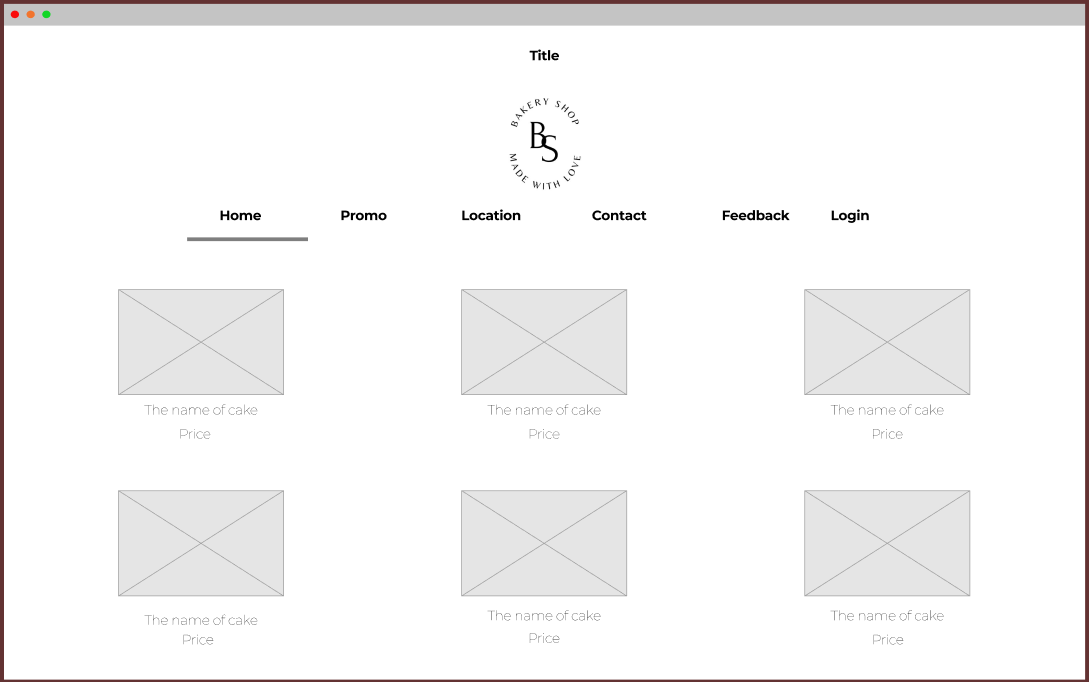 Title
BAKERY SHOP
BS
MADE WITH LOVE
Home Promo Location Contact Feedback Login
The name of cake The name of cake The name of cake
Price Price Price
The name of cake The name of cake The name of cake
Price Price Price